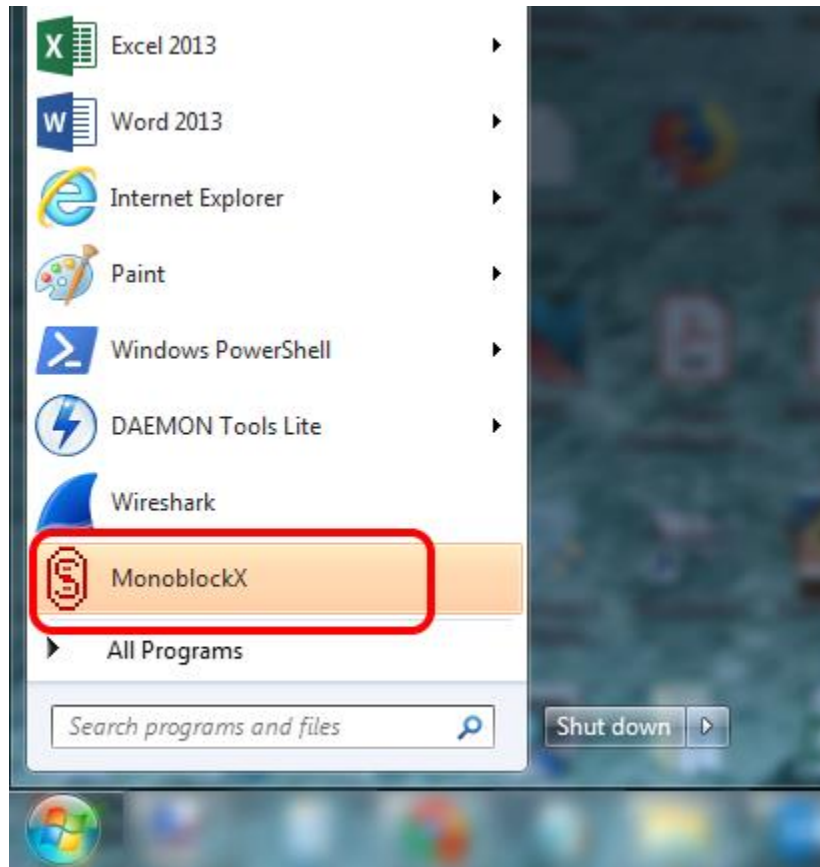 Excel 2013
Word 2013
Internet Explorer
Paint
Windows PowerShell
DAEMON Tools Lite
Wireshark
MonoblockX
All Programs
Search programs and files
Shut down